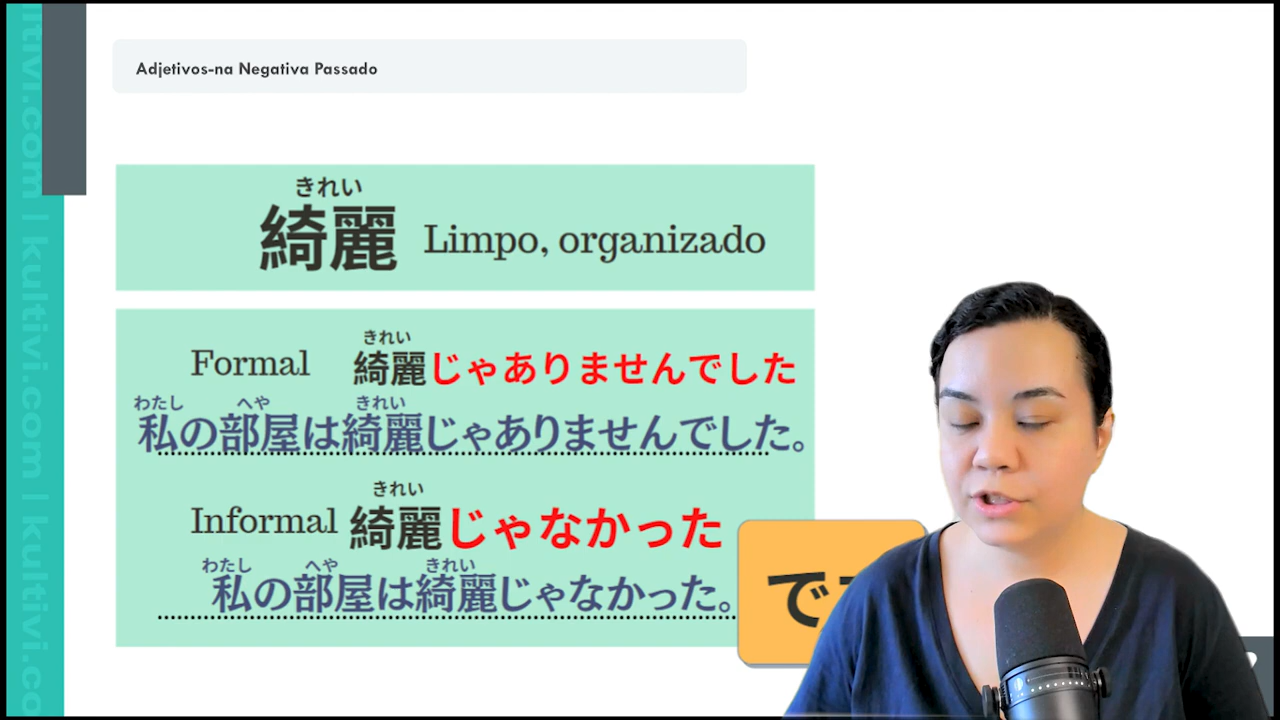 kultivi.com | kultivi.com | kultivi.co
Adjetivos-na Negativa Passado
きれい
綺麗 Limpo, organizado
きれい
Formal 綺麗じゃありませんでした
わたし へや きれい
私の部屋は綺麗じゃありませんでした。
きれい
Informal 綺麗じゃなかった
わたし へや きれい
私の部屋は綺麗じゃなかった。
で